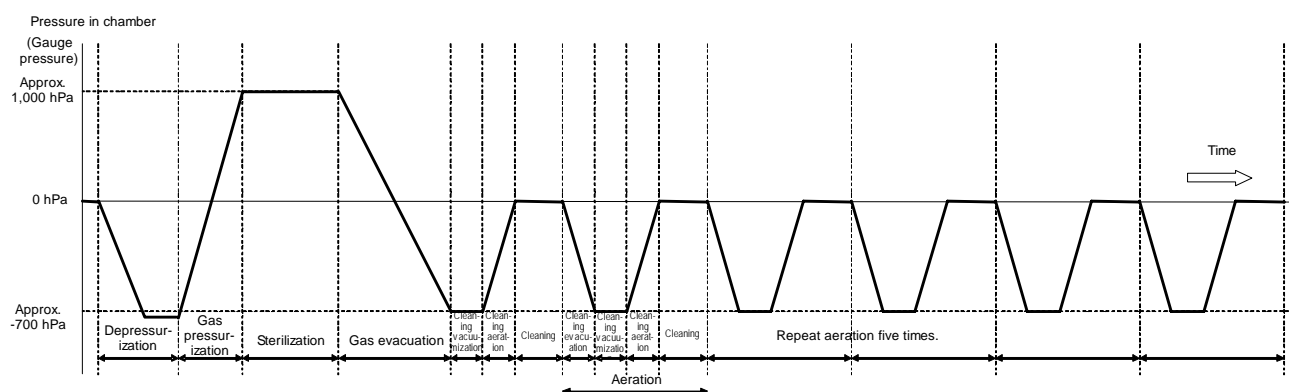 Pressure in chamber
(Gauge
pressure)
Approx.
1,000 hPa
Time
0 hPa
Approx.
-700 hPa
Depressur-
ization
Gas
pressur-
ization
Sterilization
Gas evacuation
Clean-
ing
vacuu-
mization
Clean-
ing
aerat-
ion
Cleaning
Clean-
ing
evacu-
ation
Clean-
ing
vacuu-
mizatio
Clean-
ing
aerat-
ion
Cleaning
Repeat aeration five times.
Aeration